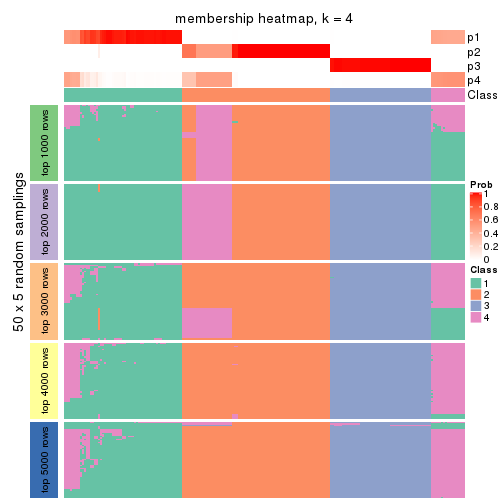 membership heatmap, k = 4
p1
p2
p3
p4
Class
50 x 5 random samplings
top 1000 rows
top 2000 rows
top 3000 rows
top 4000 rows
top 5000 rows
Prob
1
0.8
0.6
0.4
0.2
0
Class
1
2
3
4